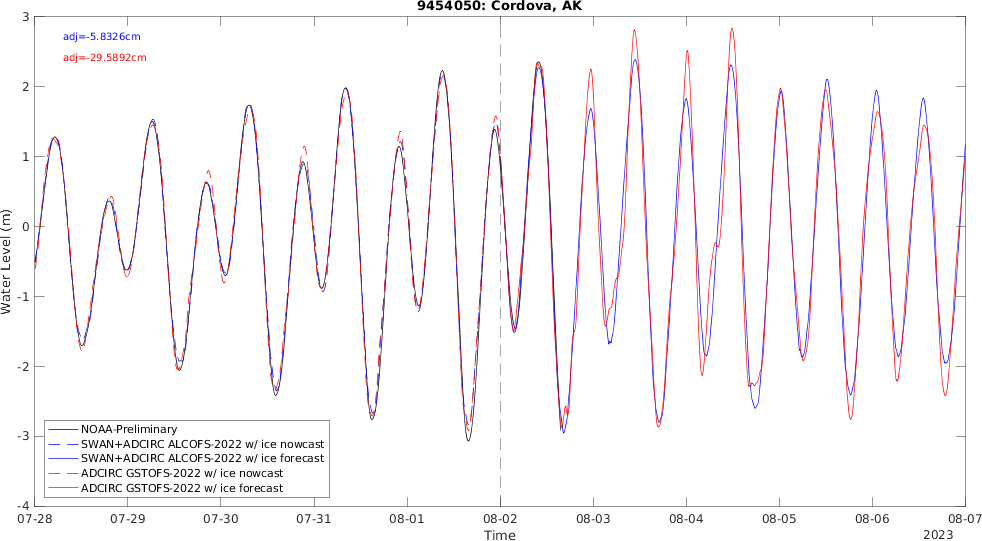 9454050: Cordova, AK
adj=-5.8326cm
adj=-29.5892cm
Water Level (m)
3
2
1
0
-1
-2
-3
-4
NOAA-Preliminary
SWAN+ADCIRC ALCOFS-2022 w/ ice nowcast
SWAN+ADCIRC ALCOFS-2022 w/ ice forecast
ADCIRC GSTOFS-2022 w/ ice nowcast
ADCIRC GSTOFS-2022 w/ ice forecast
07-28 07-29 07-30 07-31 08-01 08-02 08-03 08-04 08-05 08-06 08-07
Time
2023